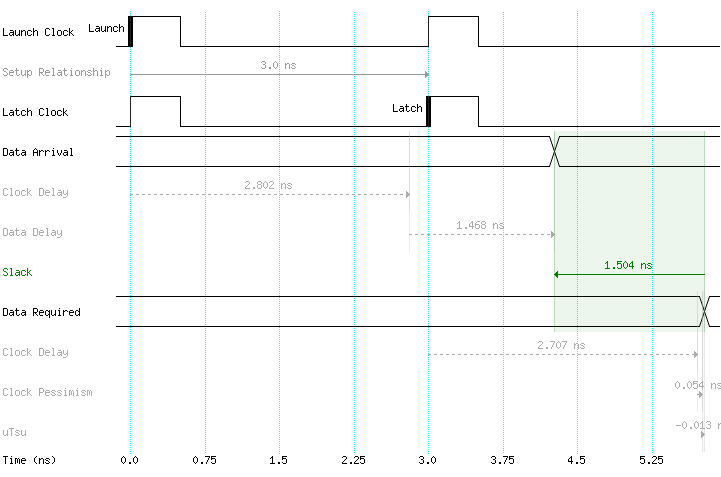 Launch Clock Launch
Setup Relationship 3.0 ns
Latch Clock Latch
Data Arrival
Clock Delay 2.802 ns
Data Delay 1.468 ns
Slack 1.504 ns
Data Required
Clock Delay 2.707 ns
Clock Pessimism 0.054 ns
uTsu -0.013 n
Time (ns) 0.0 0.75 1.5 2.25 3.0 3.75 4.5 5.25